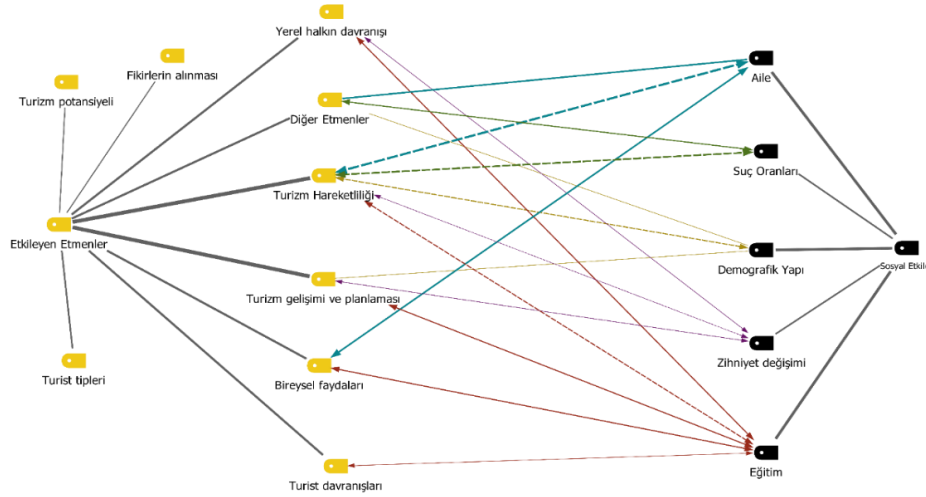 Yerel halkın davranışı
Fikirlerin alınması
Aile
Turizm potansiyeli
Diğer Etmenler
Suç Oranları
Turizm Hareketliliği
Etkileyen Etmenler
Sosyal Etkile
Demografik Yapı
Turizm gelişimi ve planlaması
Zihniyet değişimi
Turist tipleri
Bireysel faydaları
Eğitim
Turist davranışları